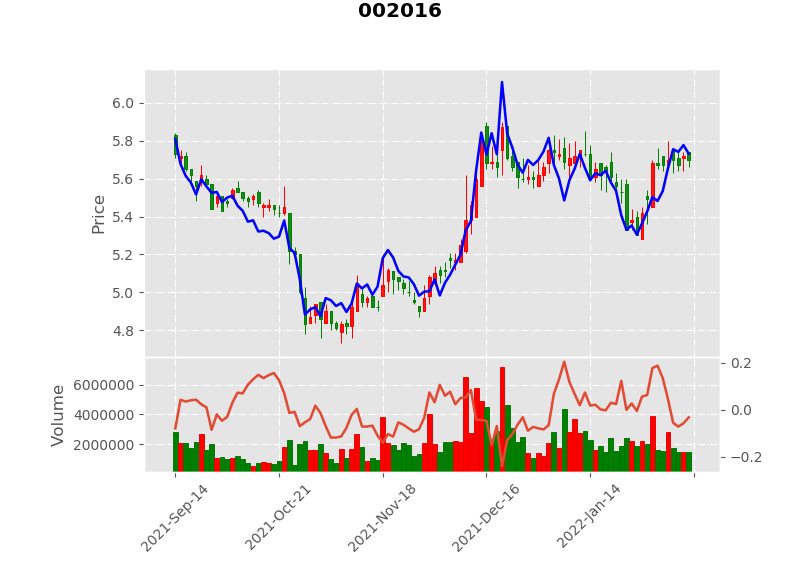 002016
6.0
5.8
5.6
5.4
5.2
5.0
4.8
Price
6000000
4000000
2000000
Volume
0.2
0.0
−0.2
2021-Sep-14
2021-Oct-21
2021-Nov-18
2021-Dec-16
2022-Jan-14